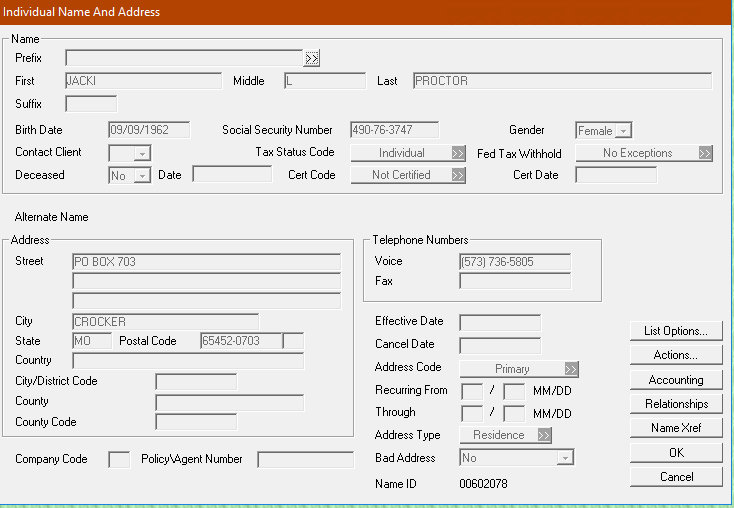 Individual Name And Address
Name
Prefix >>
First JACKI Middle L Last PROCTOR
Suffix
Birth Date 09/09/1962 Social Security Number 490-76-3747 Gender Female
Contact Client Tax Status Code Individual >> Fed Tax Withhold No Exceptions >>
Deceased No Date Cert Code Not Certified >> Cert Date
Alternate Name
Address
Street PO BOX 703
City CROCKER
State MO Postal Code 65452-0703
Country
City/District Code
County
County Code
Company Code Policy\Agent Number
Telephone Numbers
Voice (573) 736-5805
Fax
Effective Date
Cancel Date
Address Code Primary >>
Recurring From / MM/DD
Through / MM/DD
Address Type Residence >>
Bad Address No
Name ID 00602078
List Options...
Actions...
Accounting
Relationships
Name Xref
OK
Cancel